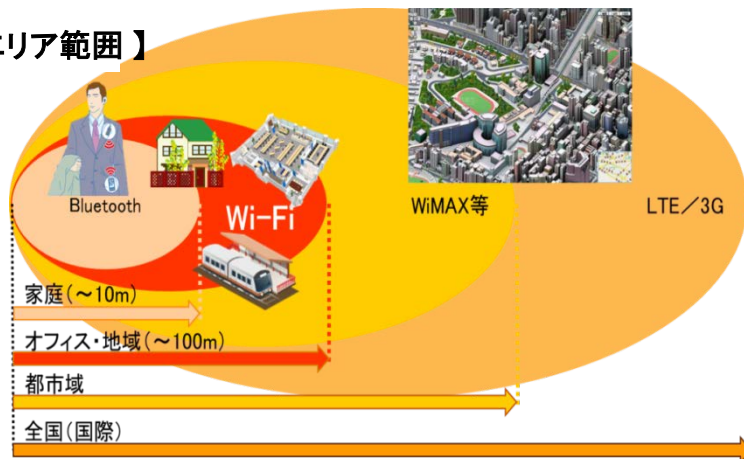 エリア範囲】
Bluetooth
Wi-Fi
WiMAX等
LTE／3G
家庭(～10m)
オフィス・地域(～100m)
都市域
全国(国際)